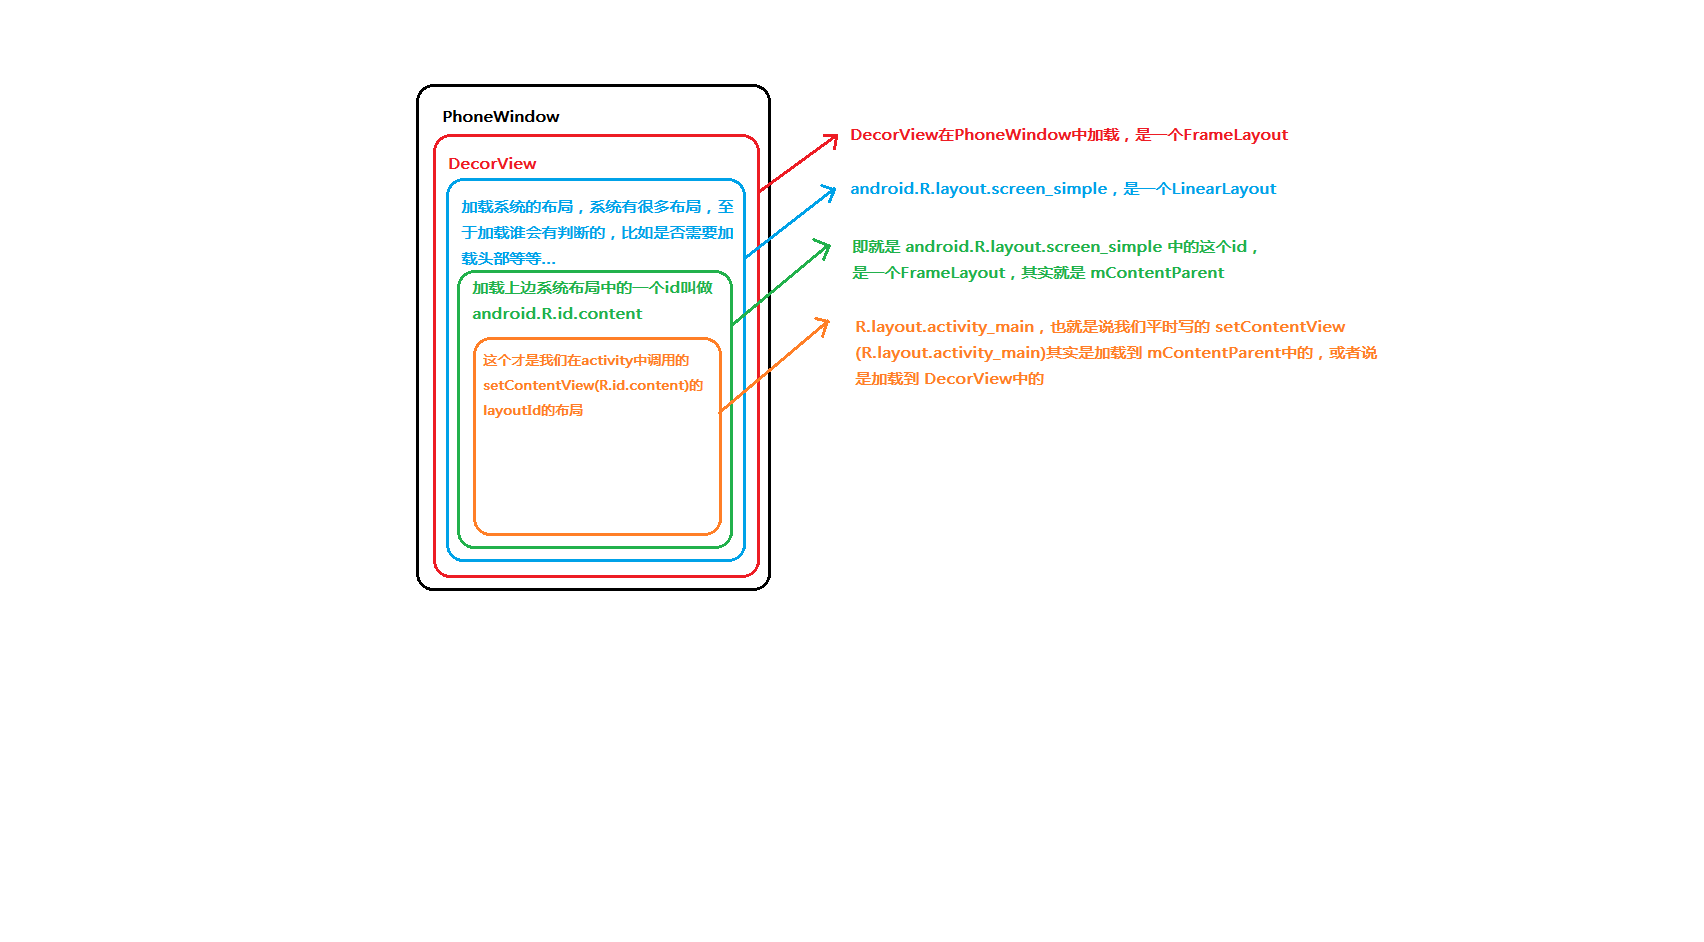 PhoneWindow
DecorView
加载系统的布局，系统有很多布局，至
于加载谁会有判断的，比如是否需要加
载头部等等...
加载上边系统布局中的一个id叫做
android.R.id.content
这个才是我们在activity中调用的
setContentView(R.id.content)的
layoutId的布局
DecorView在PhoneWindow中加载，是一个FrameLayout
android.R.layout.screen_simple，是一个LinearLayout
即就是 android.R.layout.screen_simple 中的这个id，
是一个FrameLayout，其实就是 mContentParent
R.layout.activity_main，也就是说我们平时写的 setContentView
(R.layout.activity_main)其实是加载到 mContentParent中的，或者说
是加载到 DecorView中的